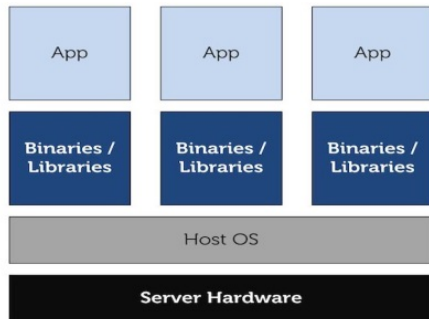 App App App
Binaries / Binaries / Binaries /
Libraries Libraries Libraries
Host OS
Server Hardware